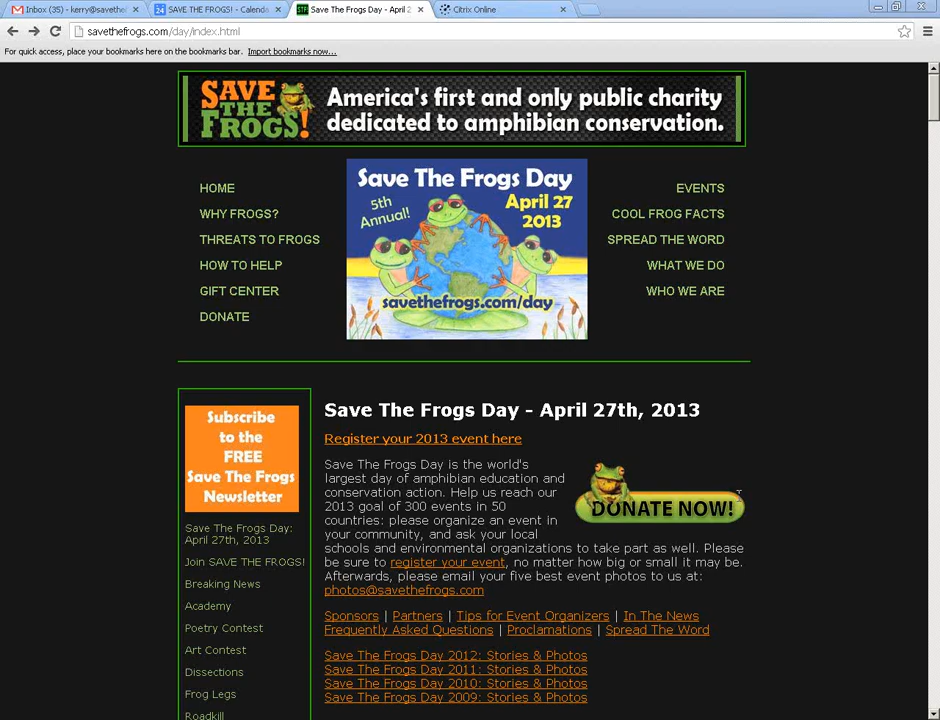 Inbox (35) - kerry@savethe
SAVE THE FROGS! - Calenda
Save The Frogs Day - April 2
Citrix Online
savethefrogs.com/day/index.html
For quick access, place your bookmarks here on the bookmarks bar. Import bookmarks now...
SAVE THE FROGS!
America's first and only public charity
dedicated to amphibian conservation.
HOME
WHY FROGS?
THREATS TO FROGS
HOW TO HELP
GIFT CENTER
DONATE
Save The Frogs Day
5th
Annual!
April 27
2013
savethefrogs.com/day
EVENTS
COOL FROG FACTS
SPREAD THE WORD
WHAT WE DO
WHO WE ARE
Subscribe
to the
FREE
Save The Frogs
Newsletter
Save The Frogs Day:
April 27th, 2013
Join SAVE THE FROGS!
Breaking News
Academy
Poetry Contest
Art Contest
Dissections
Frog Legs
Roadkill
Save The Frogs Day - April 27th, 2013
Register your 2013 event here
Save The Frogs Day is the world's
largest day of amphibian education and
conservation action. Help us reach our
2013 goal of 300 events in 50
countries: please organize an event in
your community, and ask your local
schools and environmental organizations to take part as well. Please
be sure to register your event, no matter how big or small it may be.
Afterwards, please email your five best event photos to us at:
photos@savethefrogs.com
DONATE NOW!
Sponsors | Partners | Tips for Event Organizers | In The News
Frequently Asked Questions | Proclamations | Spread The Word
Save The Frogs Day 2012: Stories & Photos
Save The Frogs Day 2011: Stories & Photos
Save The Frogs Day 2010: Stories & Photos
Save The Frogs Day 2009: Stories & Photos